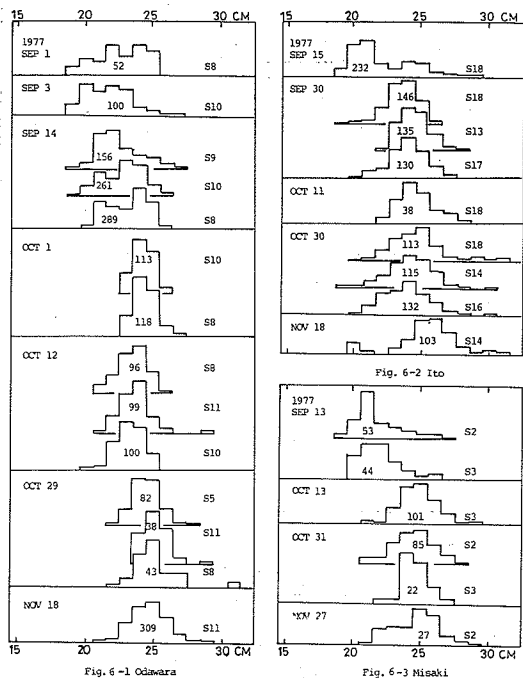 15 20 25 30 CM
1977
SEP 1
52 S8
SEP 3
100 S10
SEP 14
156 S9
261 S10
289 S8
OCT 1
113 S10
118 S8
OCT 12
96 S8
99 S11
100 S10
OCT 29
82 S5
38 S11
43 S8
NOV 18
309 S11
15 20 25 30 CM
Fig. 6-1 Odawara
15 20 25 30 CM
1977
SEP 15
232 S18
SEP 30
146 S18
135 S13
130 S17
OCT 11
38 S18
OCT 30
113 S18
115 S14
132 S16
NOV 18
103 S14
Fig. 6-2 Ito
1977
SEP 13
53 S2
44 S3
OCT 13
101 S3
OCT 31
85 S2
22 S3
NOV 27
27 S2
15 20 25 30 CM
Fig. 6-3 Misaki